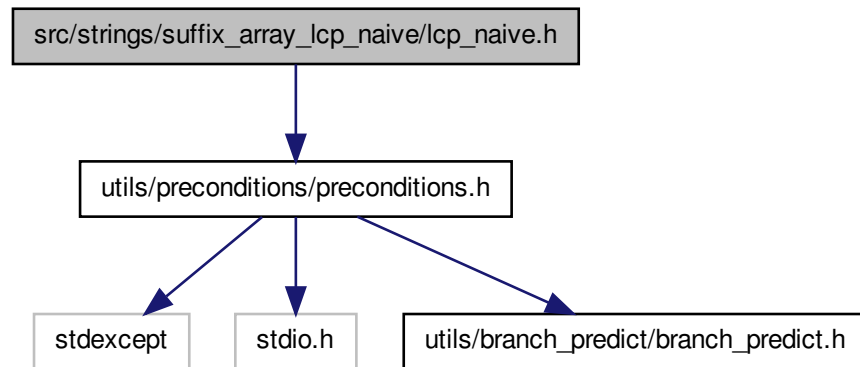 src/strings/suffix_array_lcp_naive/lcp_naive.h
utils/preconditions/preconditions.h
stdexcept
stdio.h
utils/branch_predict/branch_predict.h